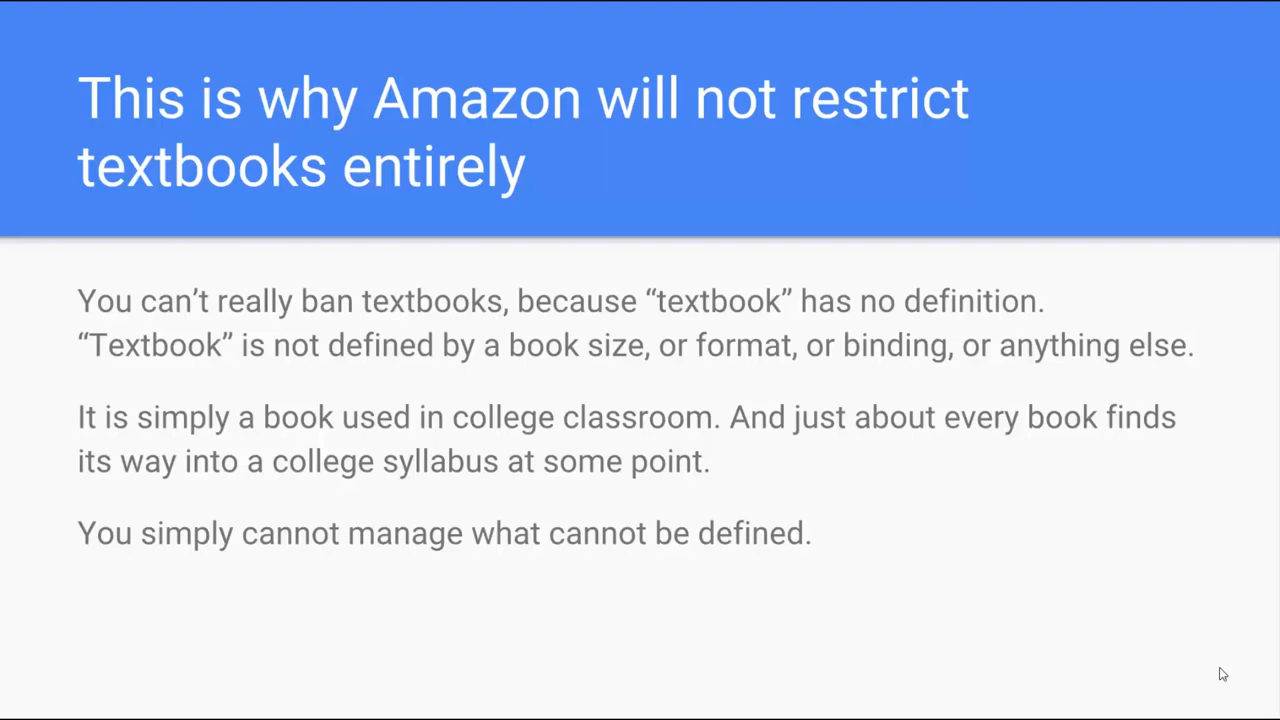 This is why Amazon will not restrict
textbooks entirely
You can’t really ban textbooks, because “textbook” has no definition.
“Textbook” is not defined by a book size, or format, or binding, or anything else.
It is simply a book used in college classroom. And just about every book finds
its way into a college syllabus at some point.
You simply cannot manage what cannot be defined.